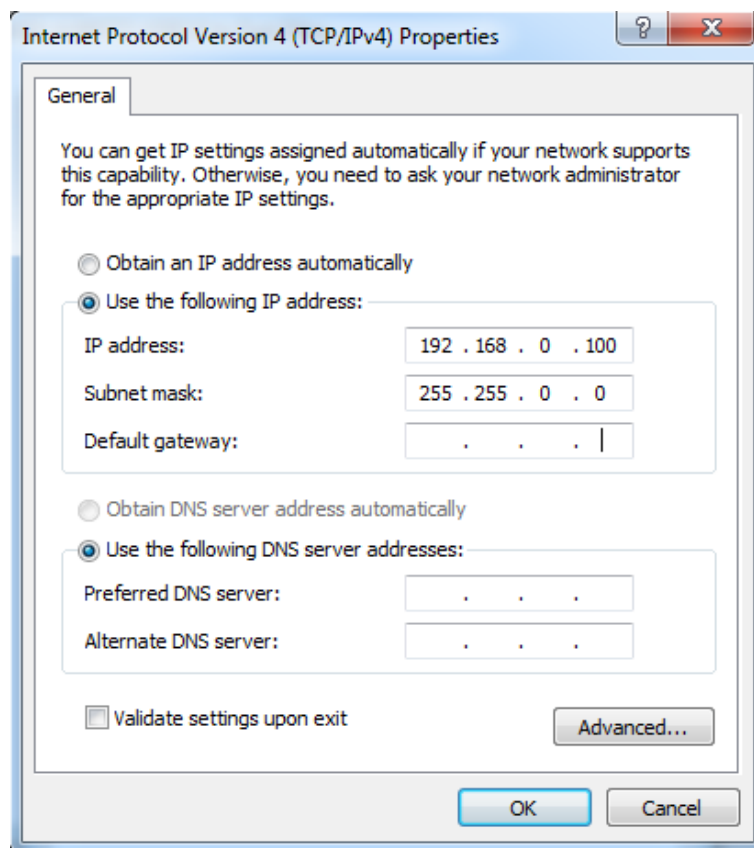 Internet Protocol Version 4 (TCP/IPv4) Properties
General
You can get IP settings assigned automatically if your network supports
this capability. Otherwise, you need to ask your network administrator
for the appropriate IP settings.
Obtain an IP address automatically
Use the following IP address:
IP address: 192 . 168 . 0 . 100
Subnet mask: 255 . 255 . 0 . 0
Default gateway: . . .
Obtain DNS server address automatically
Use the following DNS server addresses:
Preferred DNS server: . . .
Alternate DNS server: . . .
Validate settings upon exit
Advanced...
OK Cancel